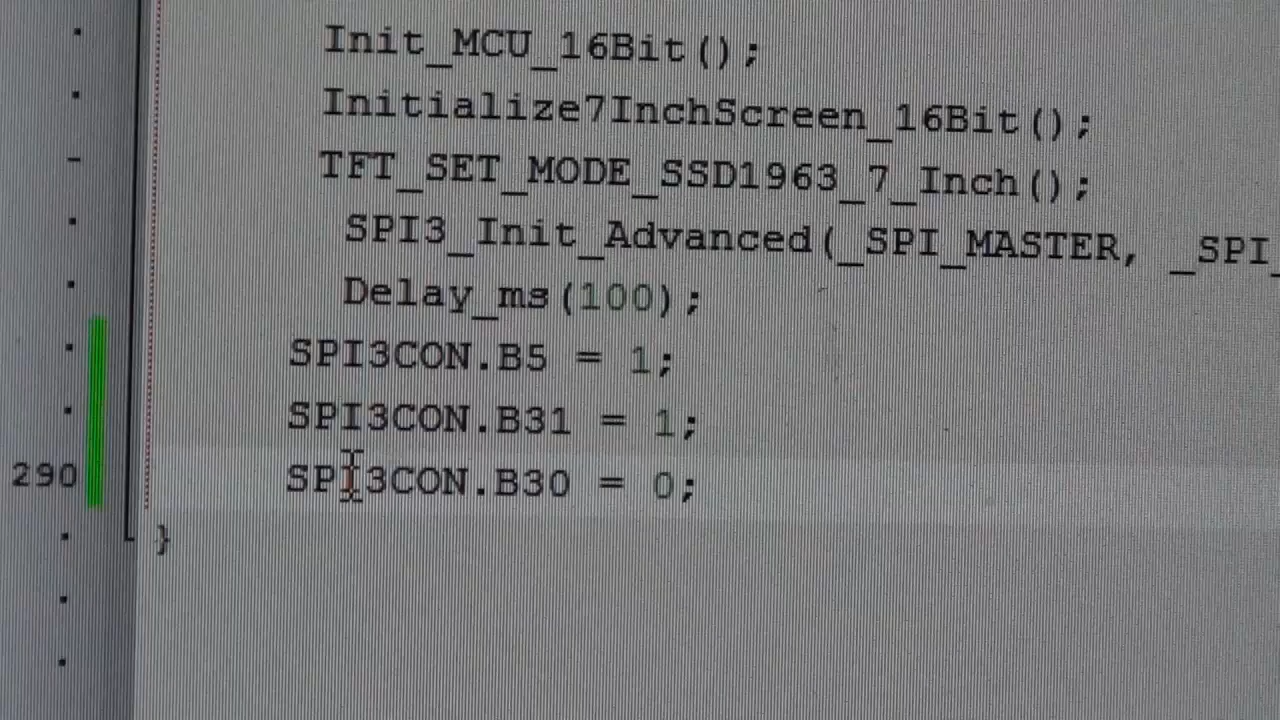 Init_MCU_16Bit();
Initialize7InchScreen_16Bit();
TFT_SET_MODE_SSD1963_7_Inch();
SPI3_Init_Advanced(_SPI_MASTER, _SPI_
Delay_ms(100);
SPI3CON.B5 = 1;
SPI3CON.B31 = 1;
290 SPI3CON.B30 = 0;
}